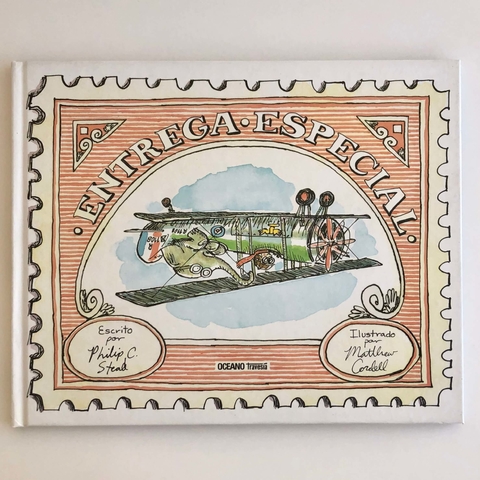 ENTREGA · ESPECIAL
Escrito
por
Philip C.
Stead
Ilustrado
por
Matthew
Cordell
OCEANO travesía